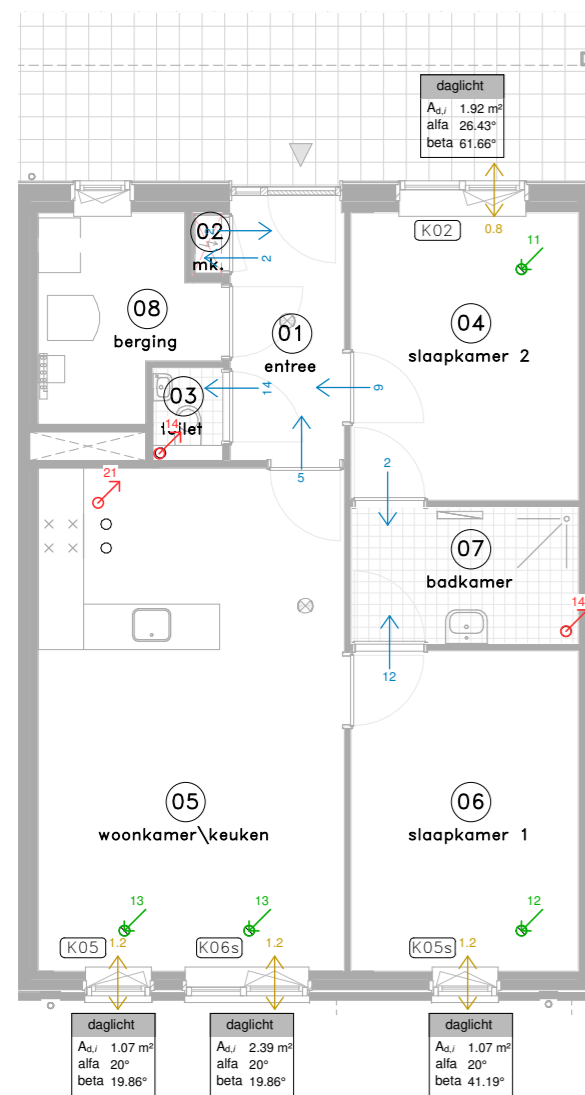 daglicht
Ad,i 1.92 m²
alfa 26.43°
beta 61.66°
K02
0.8
11
02
mk.
2
08
berging
01
entree
04
slaapkamer 2
03
toilet
14
14
9
5
21
2
07
badkamer
14
12
05
woonkamer\keuken
06
slaapkamer 1
13
13
12
K05
1.2
K06s
1.2
K05s
1.2
daglicht
Ad,i 1.07 m²
alfa 20°
beta 19.86°
daglicht
Ad,i 2.39 m²
alfa 20°
beta 19.86°
daglicht
Ad,i 1.07 m²
alfa 20°
beta 41.19°